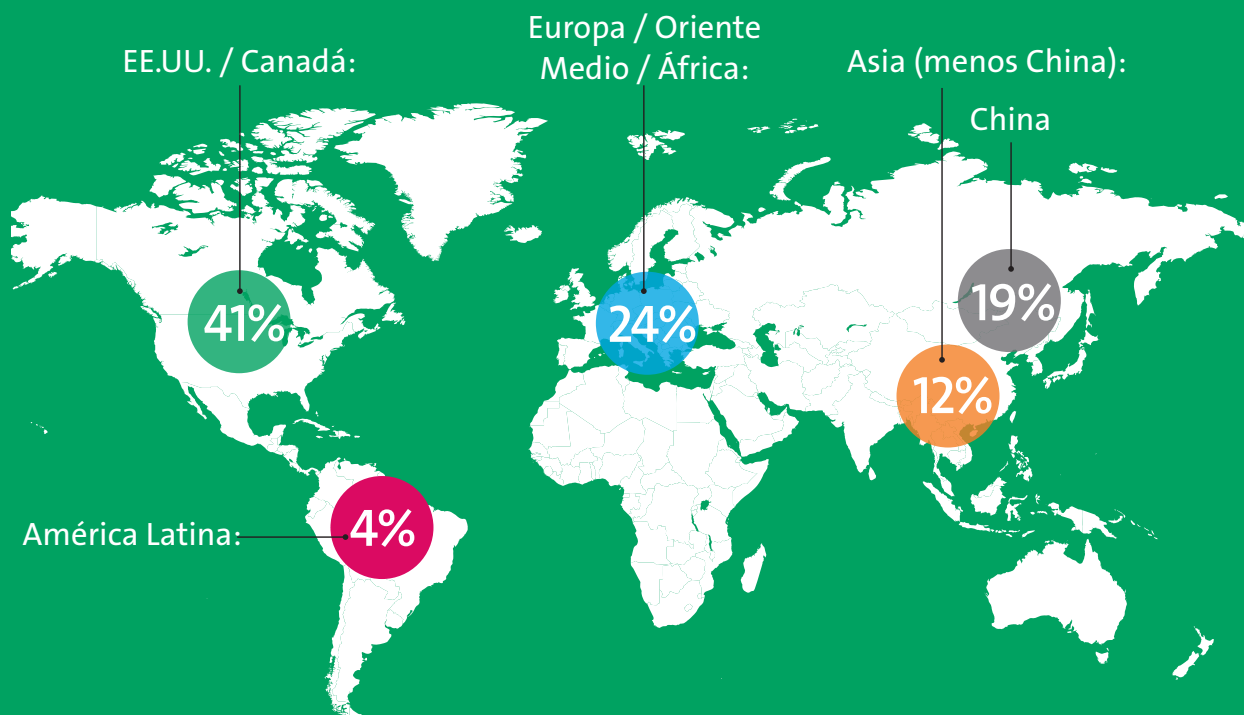 EE.UU. / Canadá:
41%
Europa / Oriente
Medio / África:
24%
Asia (menos China):
12%
China
19%
América Latina:
4%